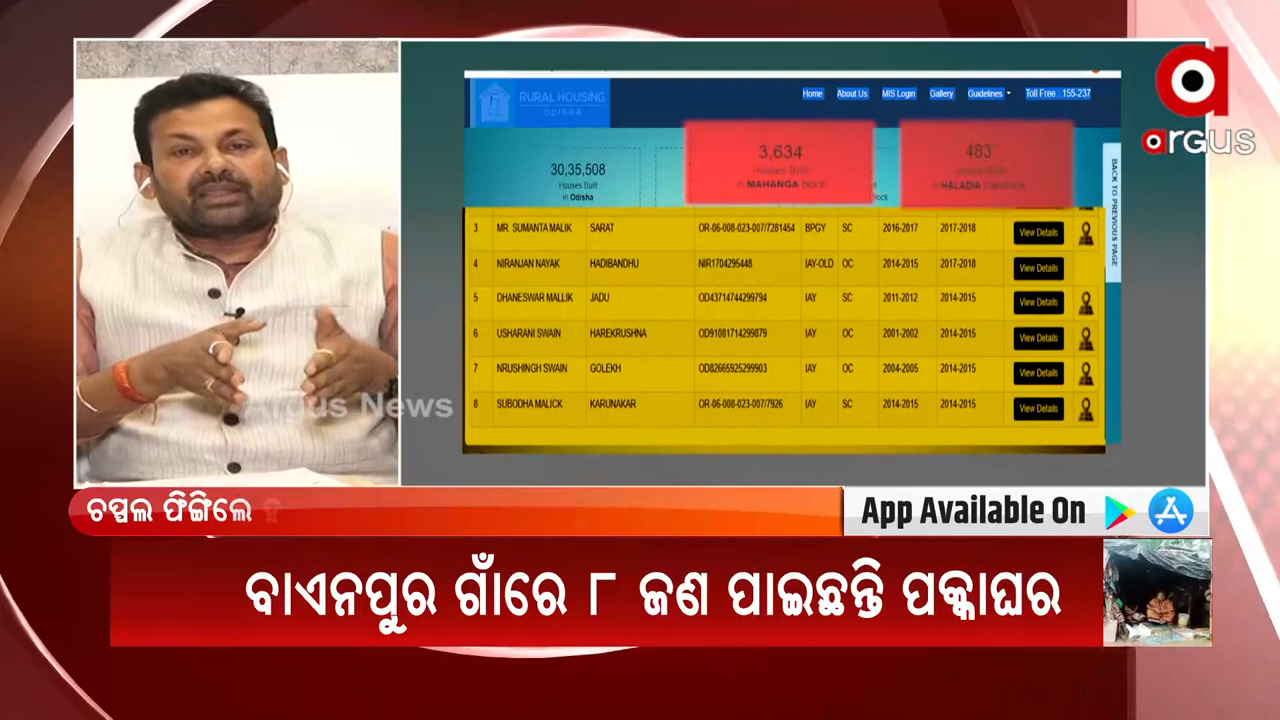 RURAL HOUSING
ODISHA
Home About Us MIS Login Gallery Guidelines Toll Free : 155-237
argus
30,35,508
Houses Built
in Odisha
3,634
Houses Built
in MAHANGA block
483
in HALADIA
BACK TO PREVIOUS PAGE
3 MR. SUMANTA MALIK SARAT OR-06-008-023-007/7281454 BPGY SC 2016-2017 2017-2018 View Details
4 NIRANJAN NAYAK HADIBANDHU NIR1704295448 IAY-OLD OC 2014-2015 2017-2018 View Details
5 DHANESWAR MALLIK JADU OD43714744299794 IAY SC 2011-2012 2014-2015 View Details
6 USHARANI SWAIN HAREKRUSHNA OD91081714299879 IAY OC 2001-2002 2014-2015 View Details
7 NRUSHINGH SWAIN GOLEKH OD82665925299903 IAY OC 2004-2005 2014-2015 View Details
8 SUBODHA MALICK KARUNAKAR OR-06-008-023-007/7926 IAY SC 2014-2015 2014-2015 View Details
Argus News
ଚପ୍ପଲ ଫିଙ୍ଗିଲେ
App Available On
ବାଏନପୁର ଗାଁରେ ୮ ଜଣ ପାଇଛନ୍ତି ପକ୍କାଘର